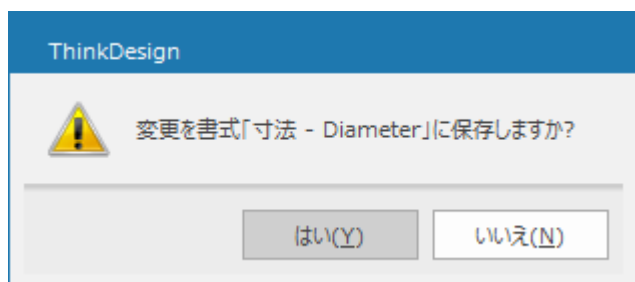 ThinkDesign
変更を書式「寸法 - Diameter」に保存しますか?
はい(Y)
いいえ(N)